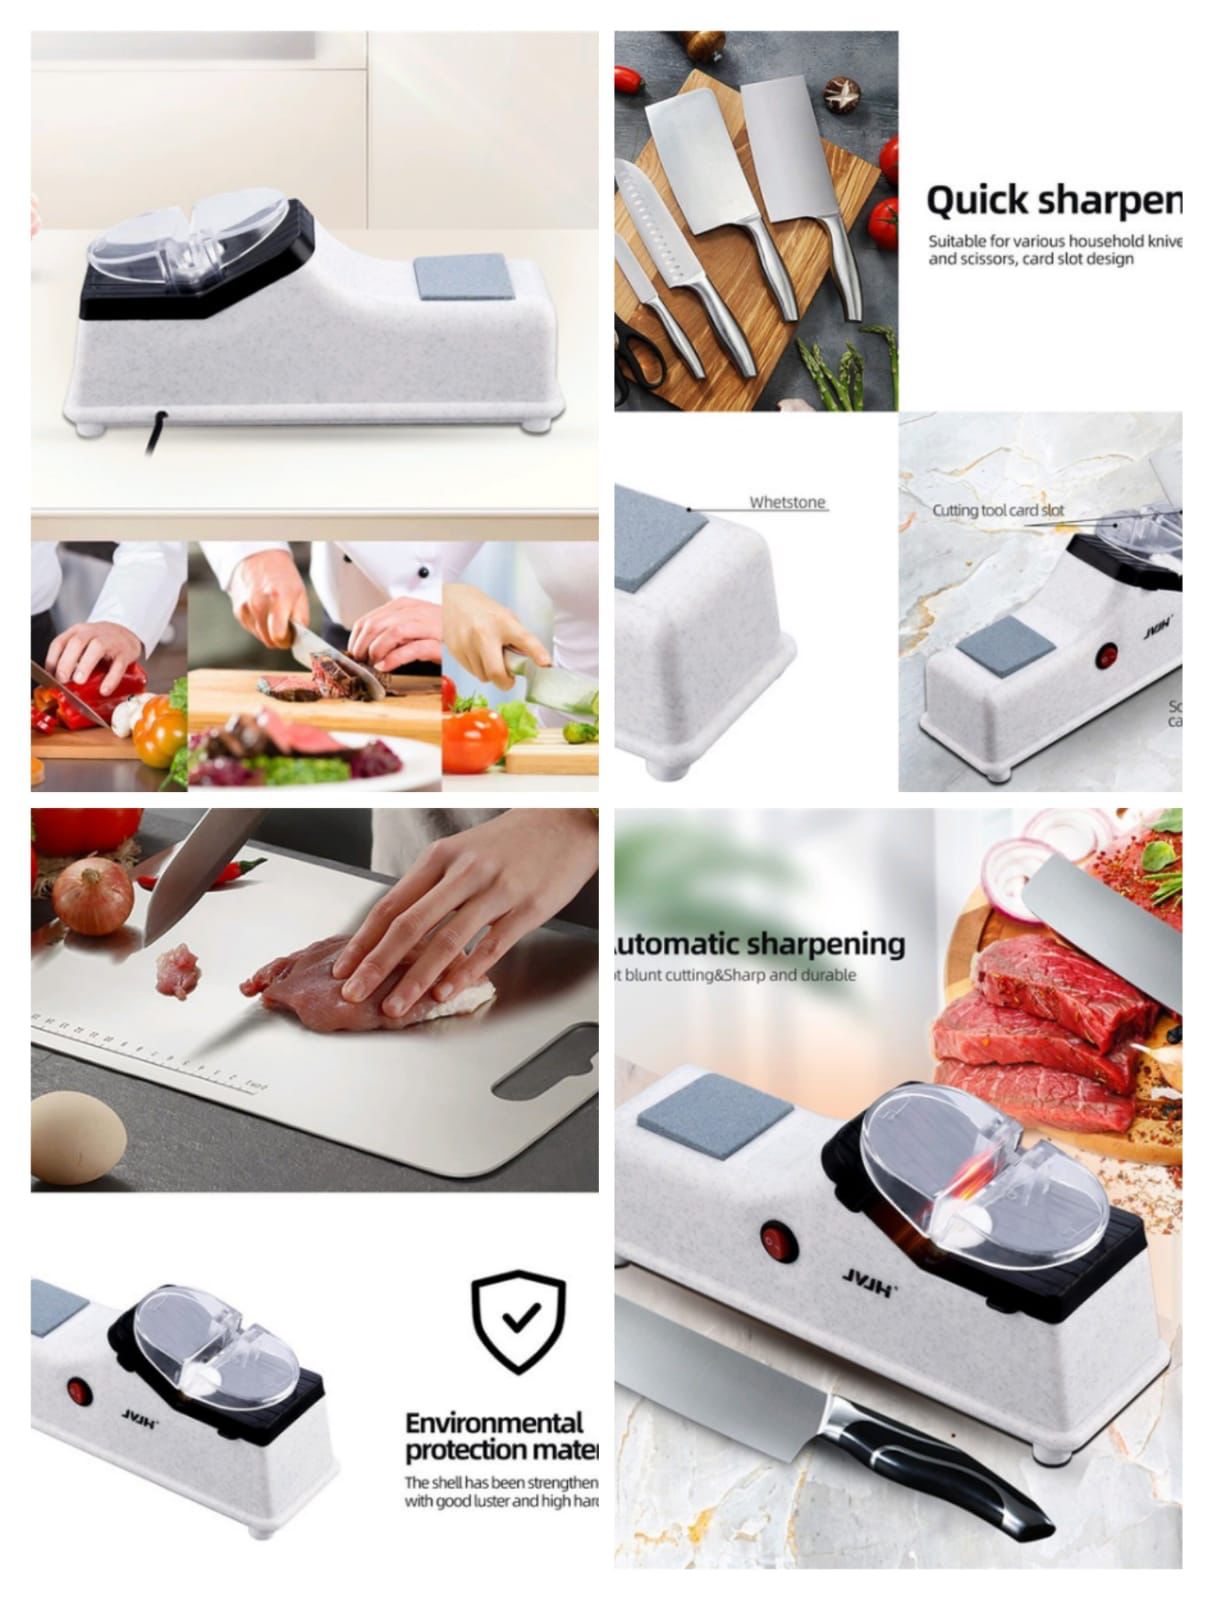 Quick sharpen
Suitable for various household knive
and scissors, card slot design
Whetstone
Cutting tool card slot
JVJH
Sc
ca
utomatic sharpening
t blunt cutting&Sharp and durable
JVJH
JVJH
Environmental
protection mater
The shell has been strengthen
with good luster and high hard